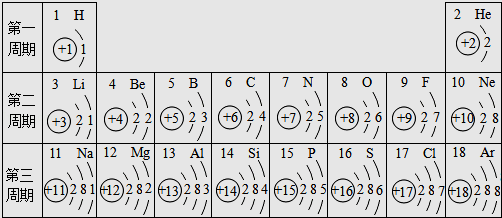 第一周期 1 H 2 He
+1 1 +2 2
第二周期 3 Li 4 Be 5 B 6 C 7 N 8 O 9 F 10 Ne
+3 2 1 +4 2 2 +5 2 3 +6 2 4 +7 2 5 +8 2 6 +9 2 7 +10 2 8
第三周期 11 Na 12 Mg 13 Al 14 Si 15 P 16 S 17 Cl 18 Ar
+11 2 8 1 +12 2 8 2 +13 2 8 3 +14 2 8 4 +15 2 8 5 +16 2 8 6 +17 2 8 7 +18 2 8 8